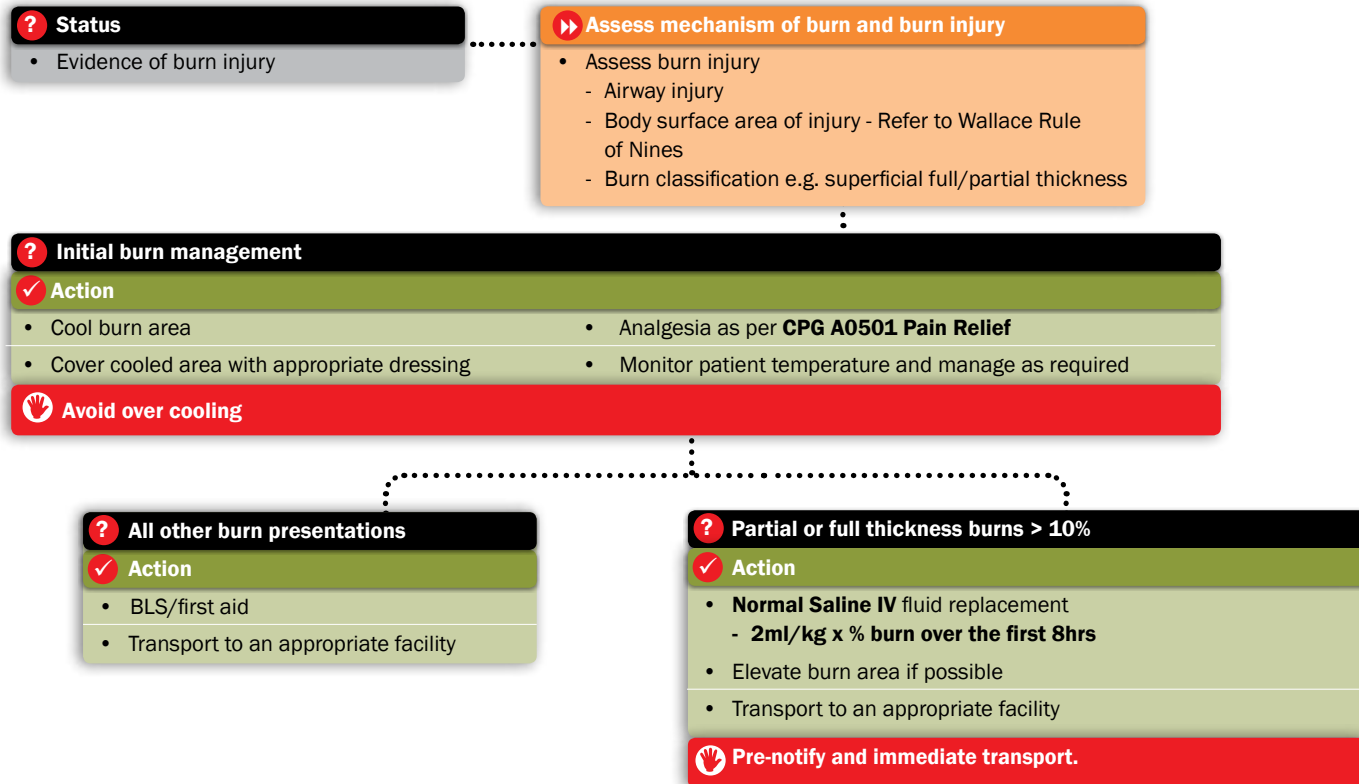 ? Status
• Evidence of burn injury
Assess mechanism of burn and burn injury
• Assess burn injury
- Airway injury
- Body surface area of injury - Refer to Wallace Rule
of Nines
- Burn classification e.g. superficial full/partial thickness
? Initial burn management
Action
• Cool burn area
• Analgesia as per CPG A0501 Pain Relief
• Cover cooled area with appropriate dressing
• Monitor patient temperature and manage as required
Avoid over cooling
? All other burn presentations
Action
• BLS/first aid
• Transport to an appropriate facility
? Partial or full thickness burns > 10%
Action
• Normal Saline IV fluid replacement
- 2ml/kg x % burn over the first 8hrs
• Elevate burn area if possible
• Transport to an appropriate facility
Pre-notify and immediate transport.